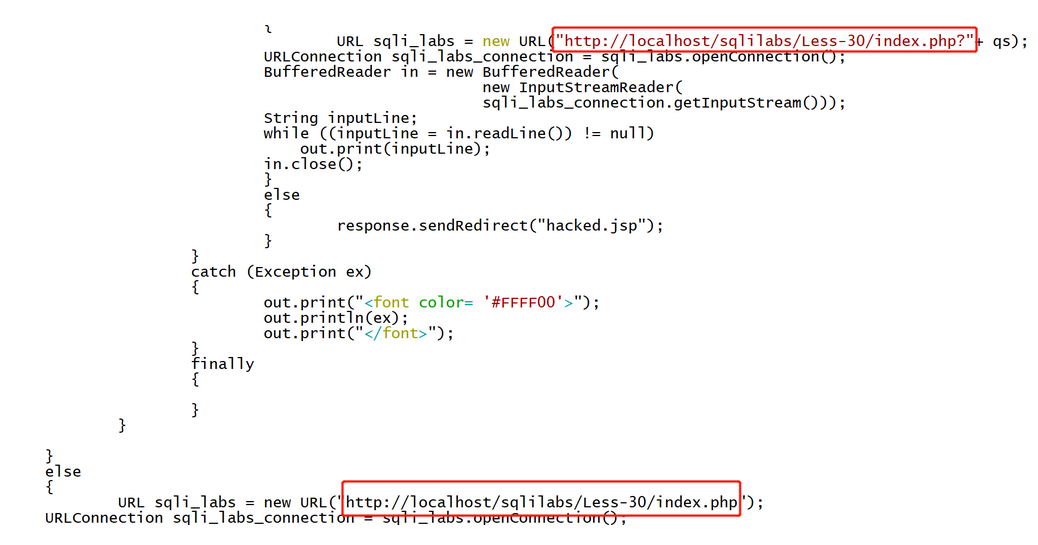 {
URL sqli_labs = new URL("http://localhost/sqlilabs/Less-30/index.php?"+ qs);
URLConnection sqli_labs_connection = sqli_labs.openConnection();
BufferedReader in = new BufferedReader(
new InputStreamReader(
sqli_labs_connection.getInputStream()));
String inputLine;
while ((inputLine = in.readLine()) != null)
out.print(inputLine);
in.close();
}
else
{
response.sendRedirect("hacked.jsp");
}
}
catch (Exception ex)
{
out.print("<font color= '#FFFF00'>");
out.println(ex);
out.print("</font>");
}
finally
{
}
}
}
else
{
URL sqli_labs = new URL("http://localhost/sqlilabs/Less-30/index.php");
URLConnection sqli_labs_connection = sqli_labs.openConnection();